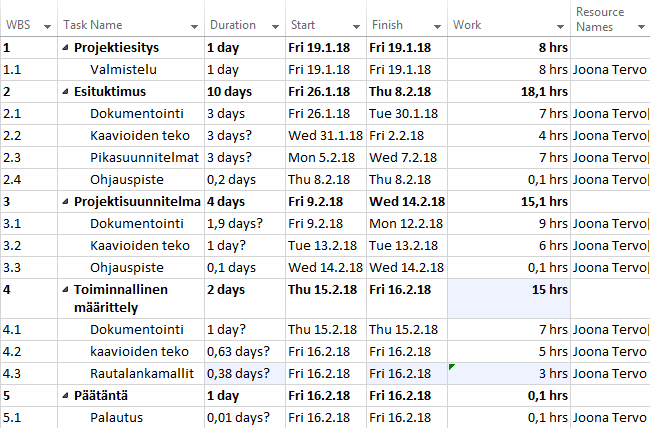 WBS Task Name Duration Start Finish Work Resource Names
1 Projektiesitys 1 day Fri 19.1.18 Fri 19.1.18 8 hrs
1.1 Valmistelu 1 day Fri 19.1.18 Fri 19.1.18 8 hrs Joona Tervo
2 Esituktimus 10 days Fri 26.1.18 Thu 8.2.18 18,1 hrs
2.1 Dokumentointi 3 days Fri 26.1.18 Tue 30.1.18 7 hrs Joona Tervo[
2.2 Kaavioiden teko 3 days? Wed 31.1.18 Fri 2.2.18 4 hrs Joona Tervo[
2.3 Pikasuunnitelmat 3 days? Mon 5.2.18 Wed 7.2.18 7 hrs Joona Tervo[
2.4 Ohjauspiste 0,2 days Thu 8.2.18 Thu 8.2.18 0,1 hrs Joona Tervo[
3 Projektisuunnitelma 4 days Fri 9.2.18 Wed 14.2.18 15,1 hrs
3.1 Dokumentointi 1,9 days? Fri 9.2.18 Mon 12.2.18 9 hrs Joona Tervo[
3.2 Kaavioiden teko 1 day? Tue 13.2.18 Tue 13.2.18 6 hrs Joona Tervo[
3.3 Ohjauspiste 0,1 days Wed 14.2.18 Wed 14.2.18 0,1 hrs Joona Tervo[
4 Toiminnallinen määrittely 2 days Thu 15.2.18 Fri 16.2.18 15 hrs
4.1 Dokumentointi 1 day? Thu 15.2.18 Thu 15.2.18 7 hrs Joona Tervo[
4.2 kaavioiden teko 0,63 days? Fri 16.2.18 Fri 16.2.18 5 hrs Joona Tervo
4.3 Rautalankamallit 0,38 days? Fri 16.2.18 Fri 16.2.18 3 hrs Joona Tervo[
5 Päätäntä 1 day Fri 16.2.18 Fri 16.2.18 0,1 hrs
5.1 Palautus 0,01 days? Fri 16.2.18 Fri 16.2.18 0,1 hrs Joona Tervo[